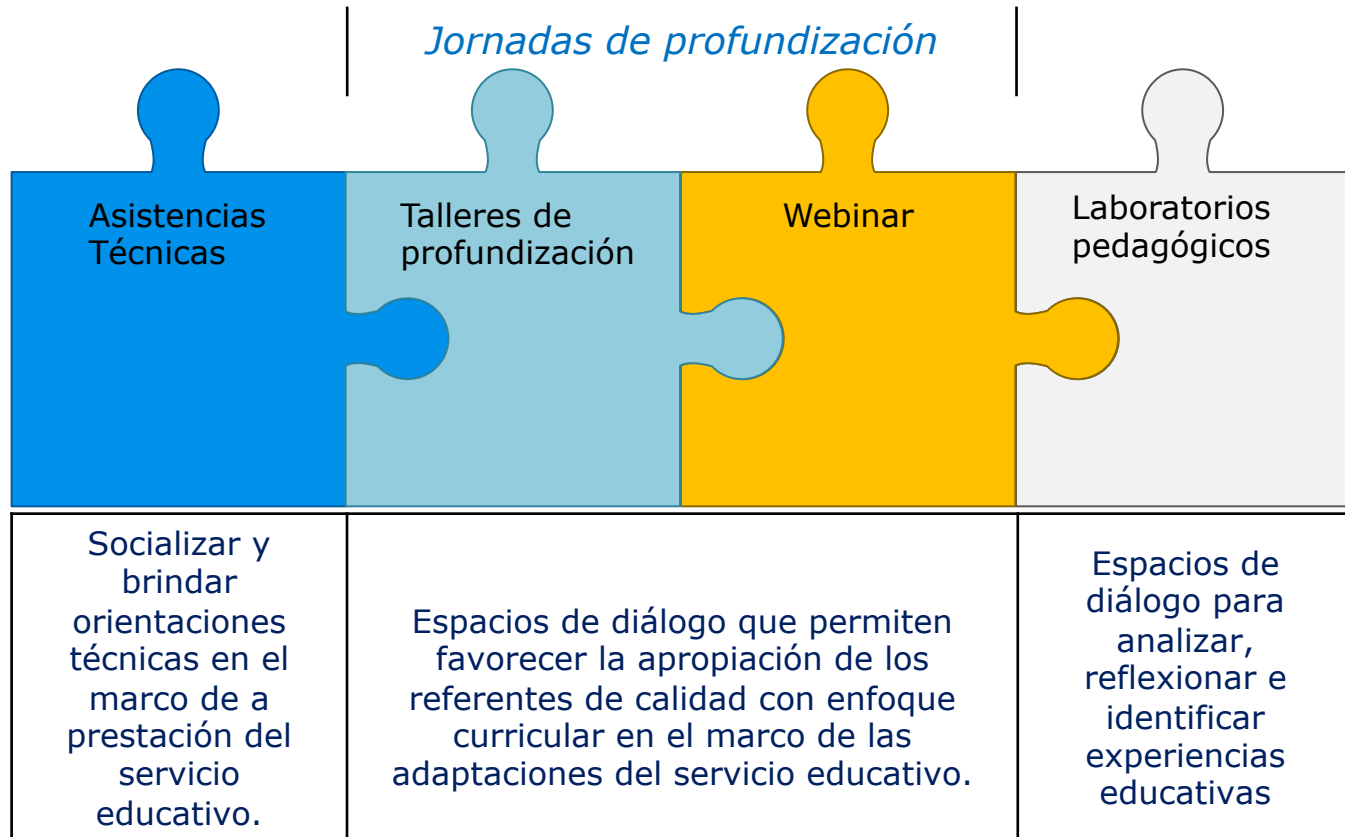 Jornadas de profundización
Asistencias
Técnicas
Talleres de
profundización
Webinar
Laboratorios
pedagógicos
Socializar y
brindar
orientaciones
técnicas en el
marco de a
prestación del
servicio
educativo.
Espacios de diálogo que permiten
favorecer la apropiación de los
referentes de calidad con enfoque
curricular en el marco de las
adaptaciones del servicio educativo.
Espacios de
diálogo para
analizar,
reflexionar e
identificar
experiencias
educativas